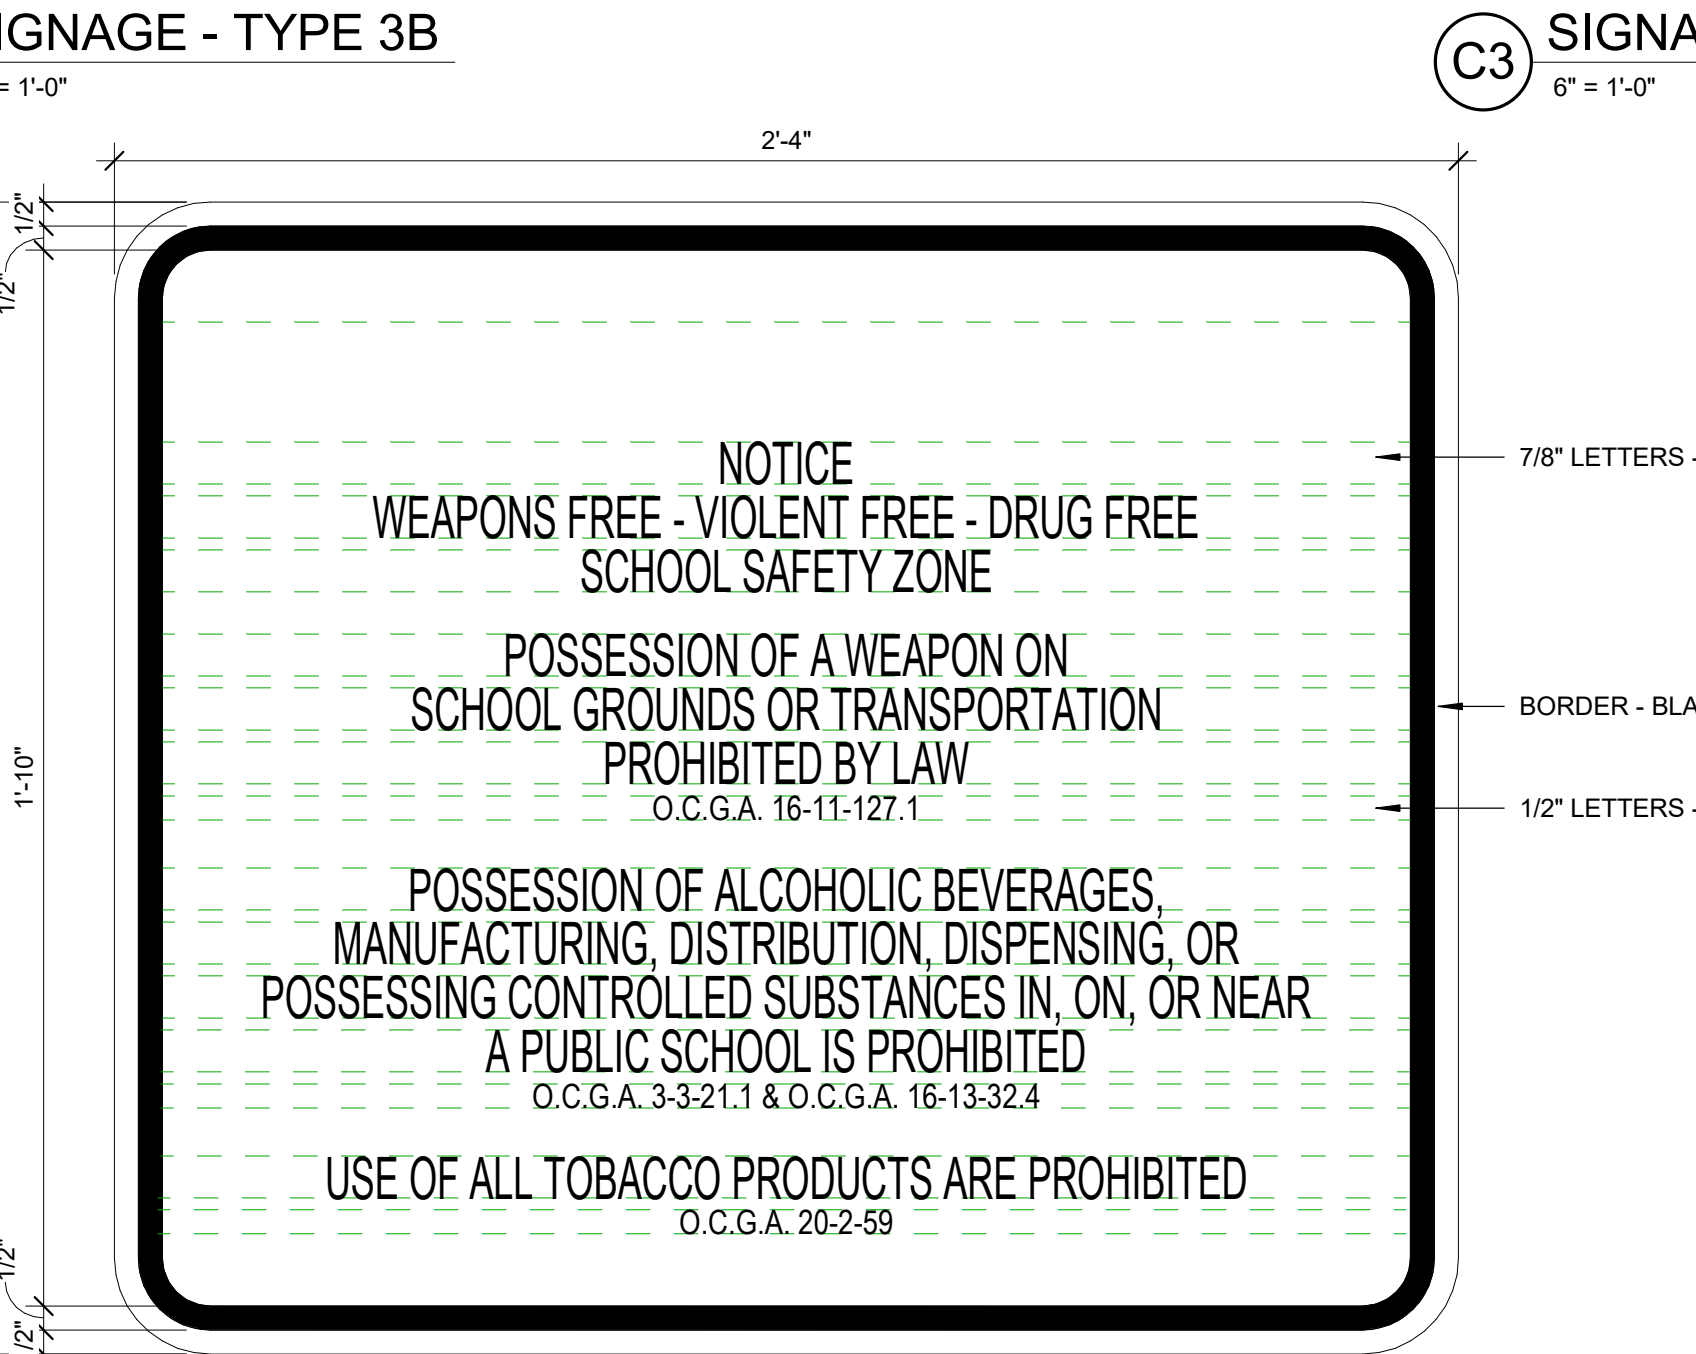 IGNAGE - TYPE 3B
= 1'-0"
C3
SIGNA
6" = 1'-0"
2'-4"
1/2"
1/2"
NOTICE
WEAPONS FREE - VIOLENT FREE - DRUG FREE
SCHOOL SAFETY ZONE
7/8" LETTERS -
POSSESSION OF A WEAPON ON
SCHOOL GROUNDS OR TRANSPORTATION
PROHIBITED BY LAW
O.C.G.A. 16-11-127.1
BORDER - BLA
1'-10"
1/2" LETTERS -
POSSESSION OF ALCOHOLIC BEVERAGES,
MANUFACTURING, DISTRIBUTION, DISPENSING, OR
POSSESSING CONTROLLED SUBSTANCES IN, ON, OR NEAR
A PUBLIC SCHOOL IS PROHIBITED
O.C.G.A. 3-3-21.1 & O.C.G.A. 16-13-32.4
USE OF ALL TOBACCO PRODUCTS ARE PROHIBITED
O.C.G.A. 20-2-59
1/2"
/2"